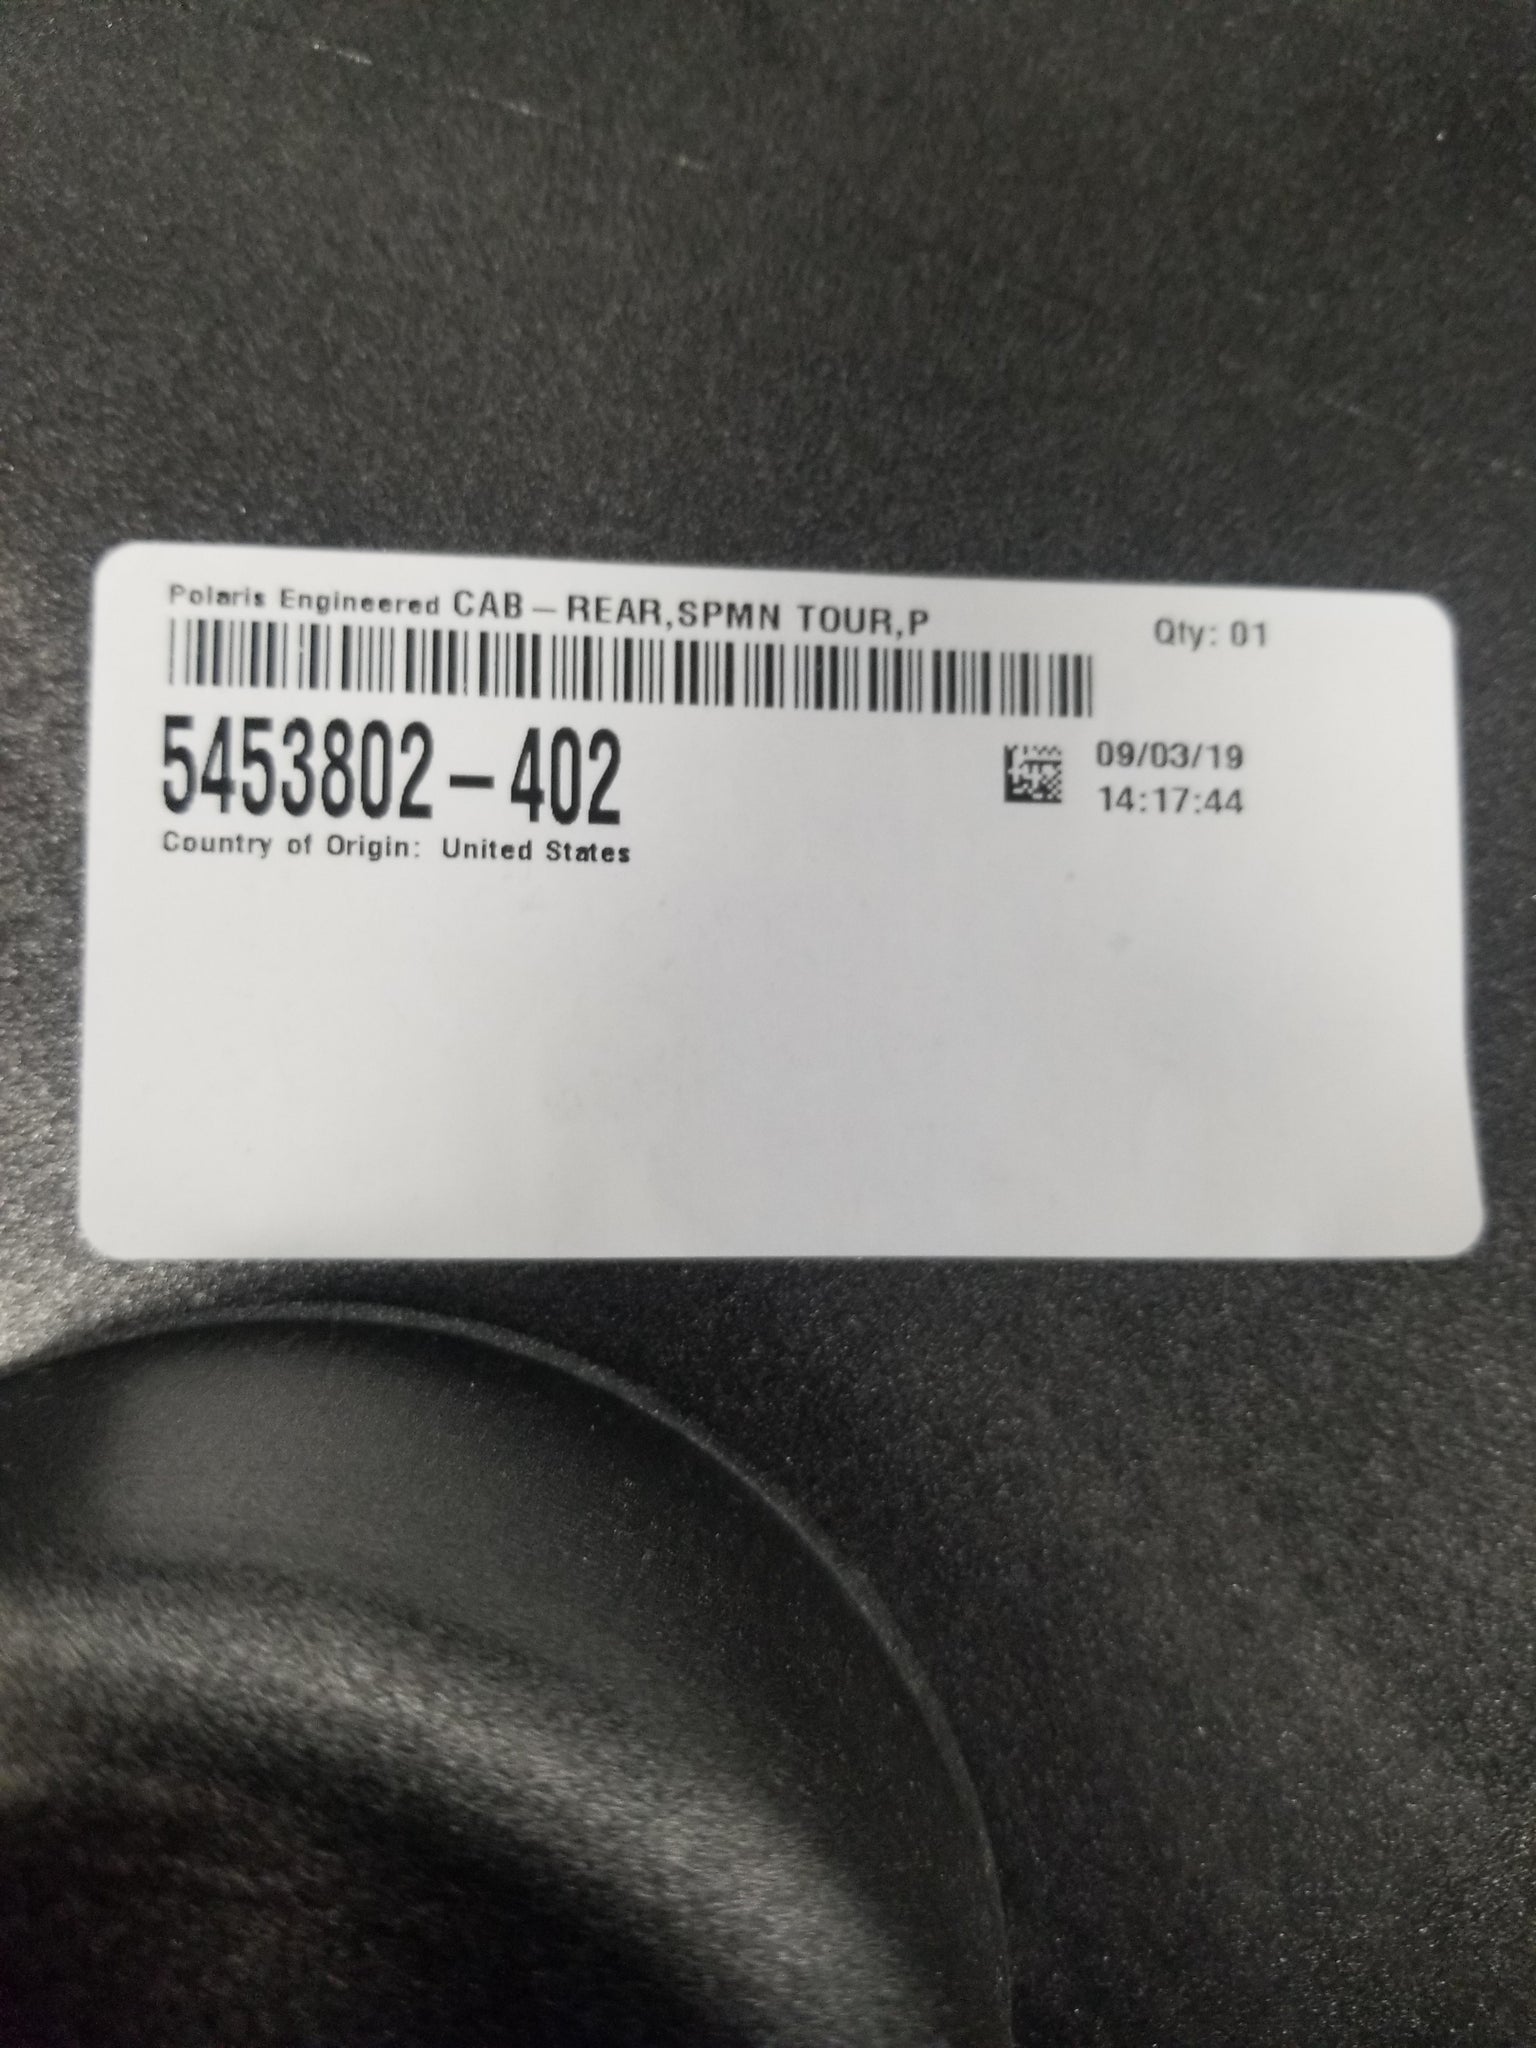 Polaris Engineered CAB-REAR,SPMN TOUR,P
Qty: 01
5453802-402
09/03/19
14:17:44
Country of Origin: United States